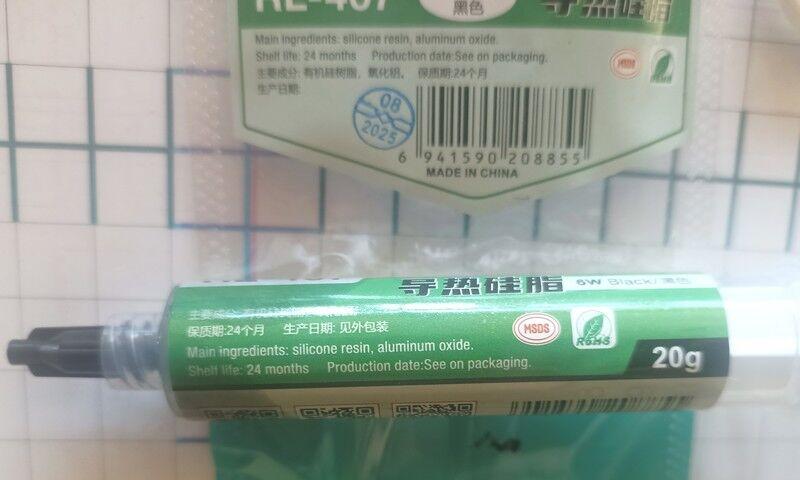 黑色
导热硅脂
Main ingredients: silicone resin, aluminum oxide.
Shelf life: 24 months Production date:See on packaging.
主要成分: 有机硅树脂, 氧化铝。 保质期:24个月
生产日期:
MSDS
08
2025
6 941590 208855
MADE IN CHINA
导热硅脂 6W Black/黑色
主要成
保质期:24个月 生产日期: 见外包装
Main ingredients: silicone resin, aluminum oxide.
Shelf life: 24 months Production date:See on packaging.
MSDS
RoHS
20g